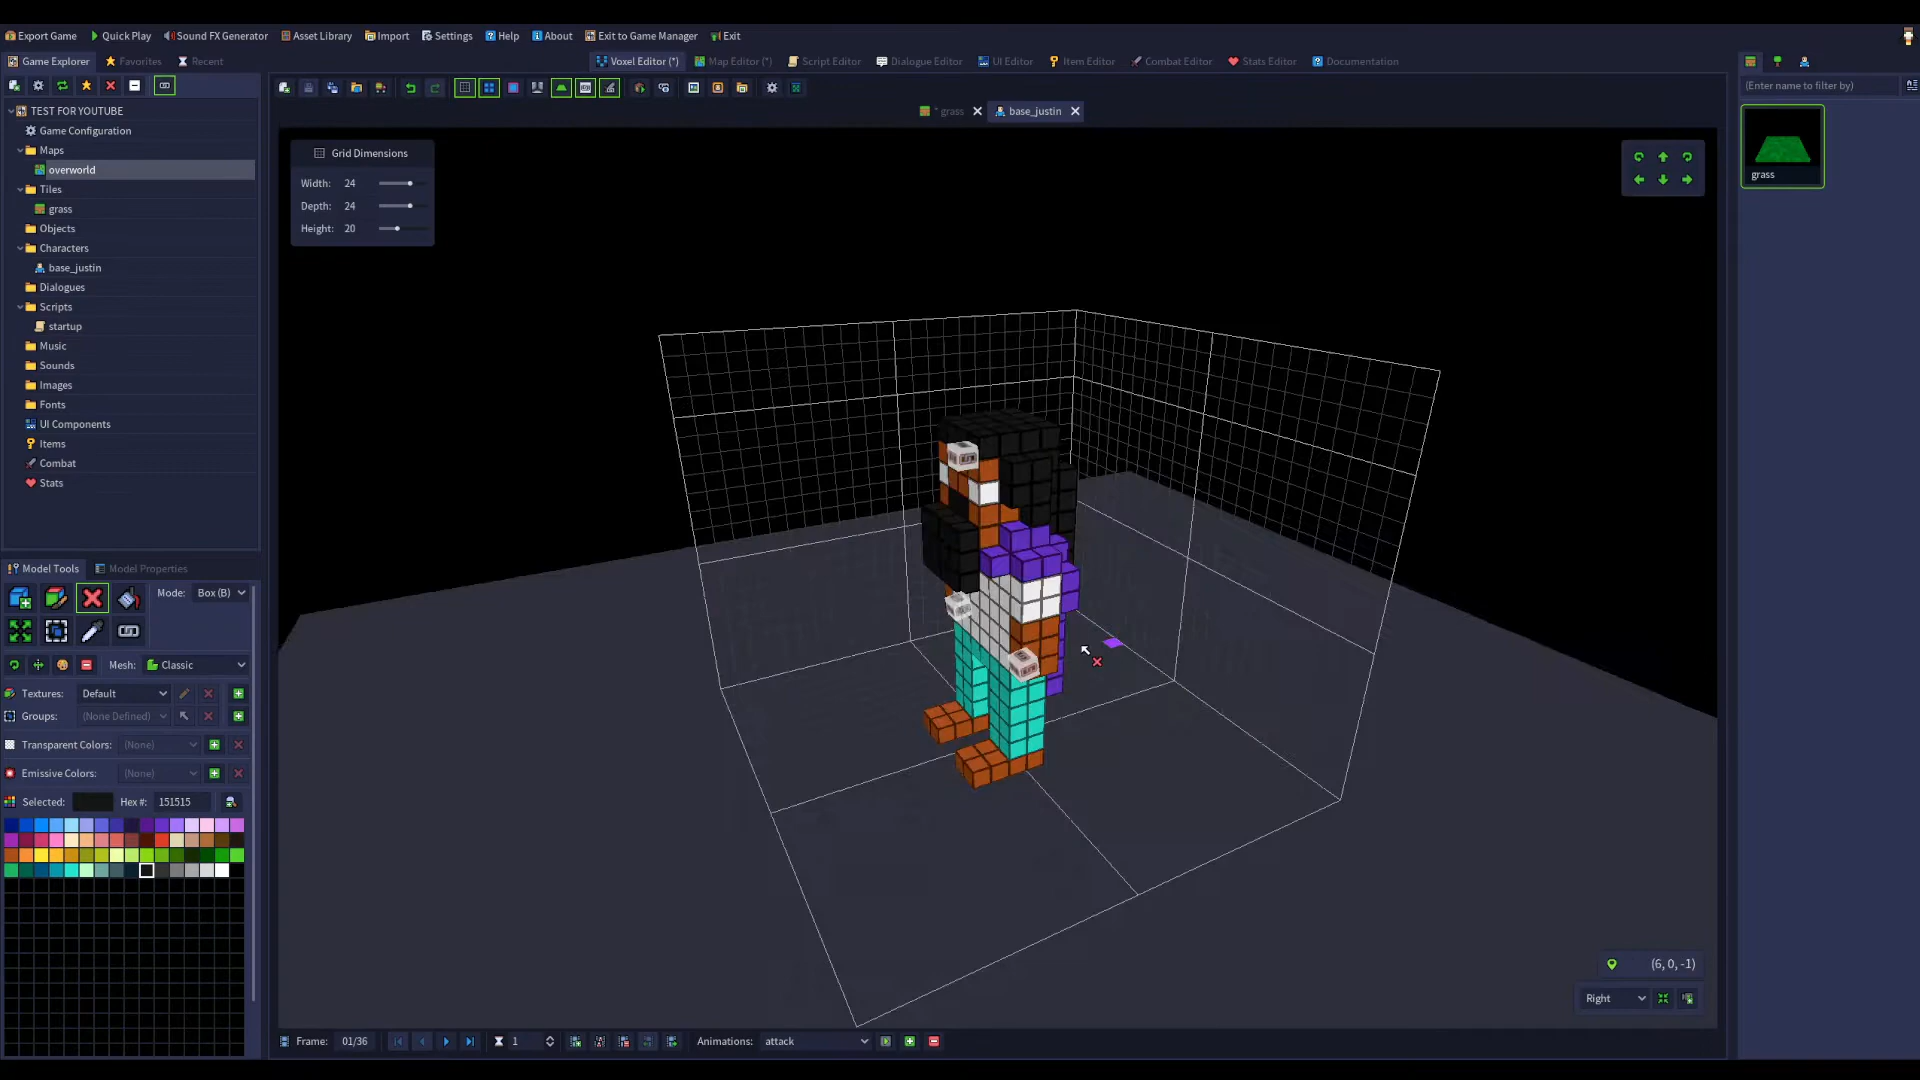 Export Game Quick Play Sound FX Generator Asset Library Import Settings Help About Exit to Game Manager Exit
Game Explorer Favorites Recent Voxel Editor (*) Map Editor (*) Script Editor Dialogue Editor UI Editor Item Editor Combat Editor Stats Editor Documentation
(Enter name to filter by)
* grass base_justin
TEST FOR YOUTUBE
Game Configuration
Maps
overworld
Tiles
grass
Objects
Characters
base_justin
Dialogues
Scripts
startup
Music
Sounds
Images
Fonts
UI Components
Items
Combat
Stats
Grid Dimensions
Width: 24
Depth: 24
Height: 20
grass
Model Tools Model Properties
Mode: Box (B)
Mesh: Classic
Textures: Default
Groups: (None Defined)
Transparent Colors: (None)
Emissive Colors: (None)
Selected: Hex #: 151515
(6, 0, -1)
Right
Frame: 01/36 1 Animations: attack